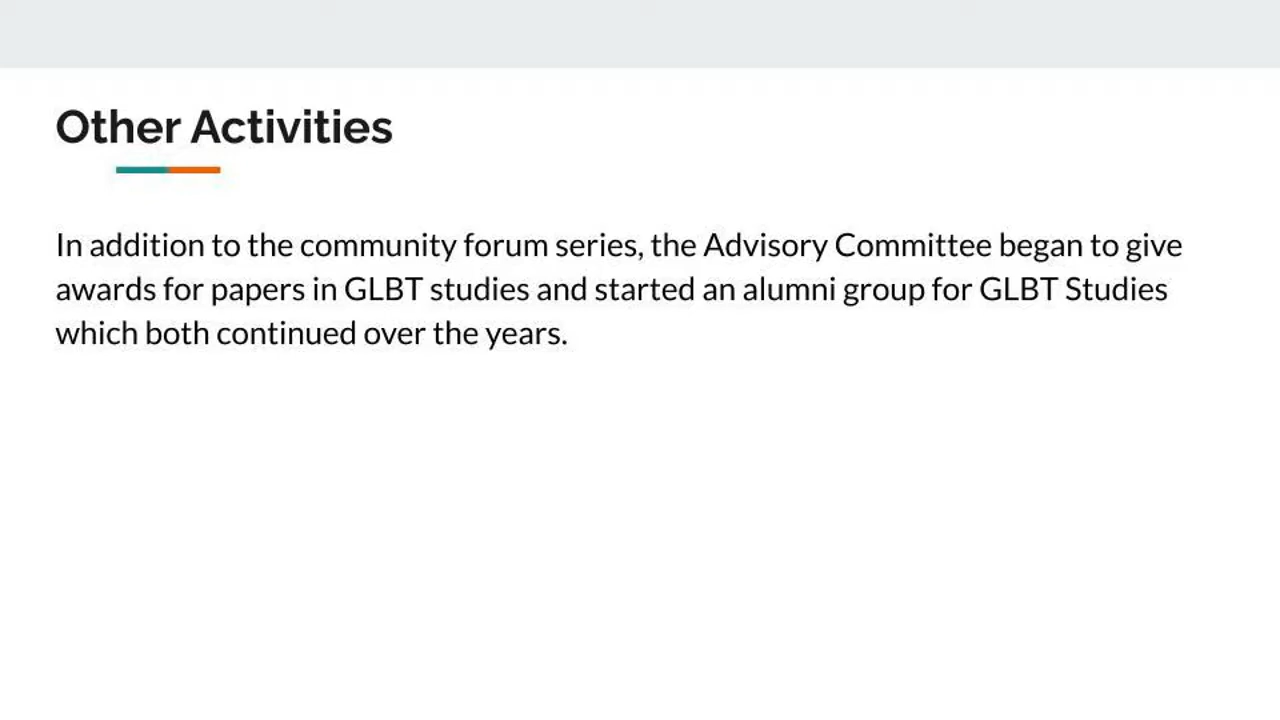 Other Activities
In addition to the community forum series, the Advisory Committee began to give
awards for papers in GLBT studies and started an alumni group for GLBT Studies
which both continued over the years.